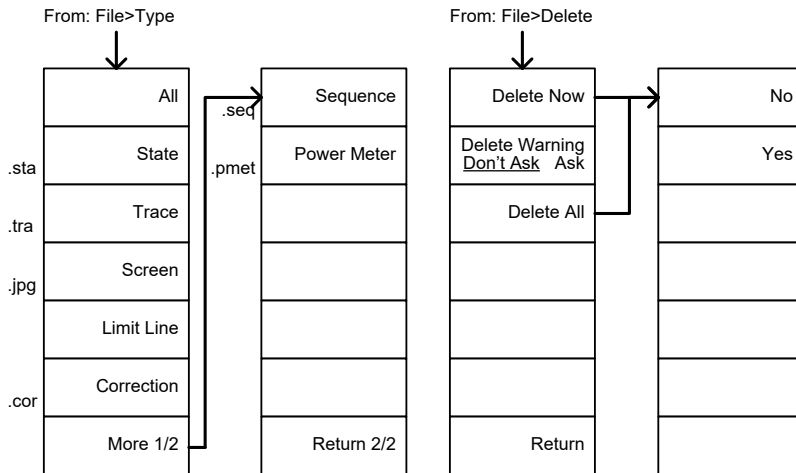 From: File>Type
All
.sta State
.tra Trace
.jpg Screen
Limit Line
.cor Correction
More 1/2
.seq Sequence
.pmet Power Meter
Return 2/2
From: File>Delete
Delete Now
Delete Warning
Don't Ask Ask
Delete All
Return
No
Yes